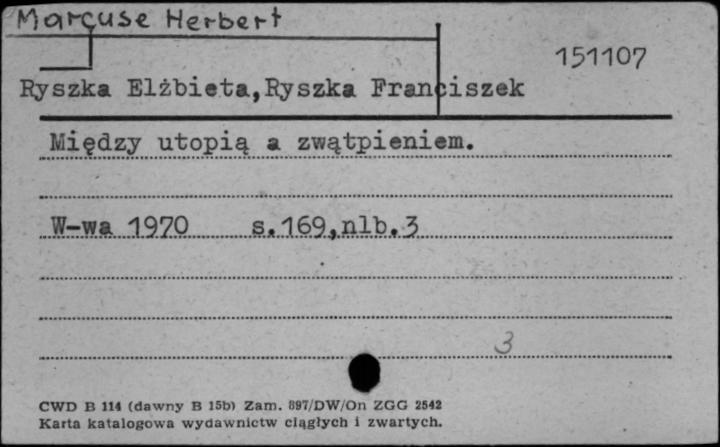 Marcuse Herbert
151107
Ryszka Elżbieta,Ryszka Franciszek
Między utopią a zwątpieniem.
W-wa 1970 s.169,nlb.3
3
CWD B 114 (dawny B 15b) Zam. 897/DW/On ZGG 2542
Karta katalogowa wydawnictw ciągłych i zwartych.